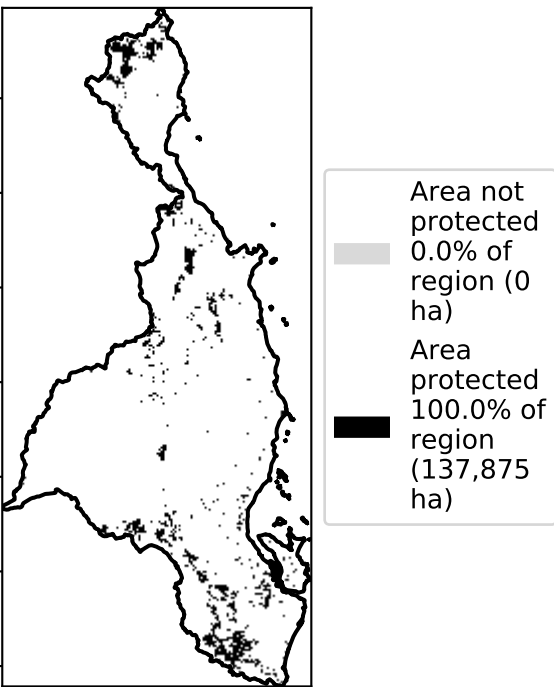 Area not
protected
0.0% of
region (0
ha)
Area
protected
100.0% of
region
(137,875
ha)